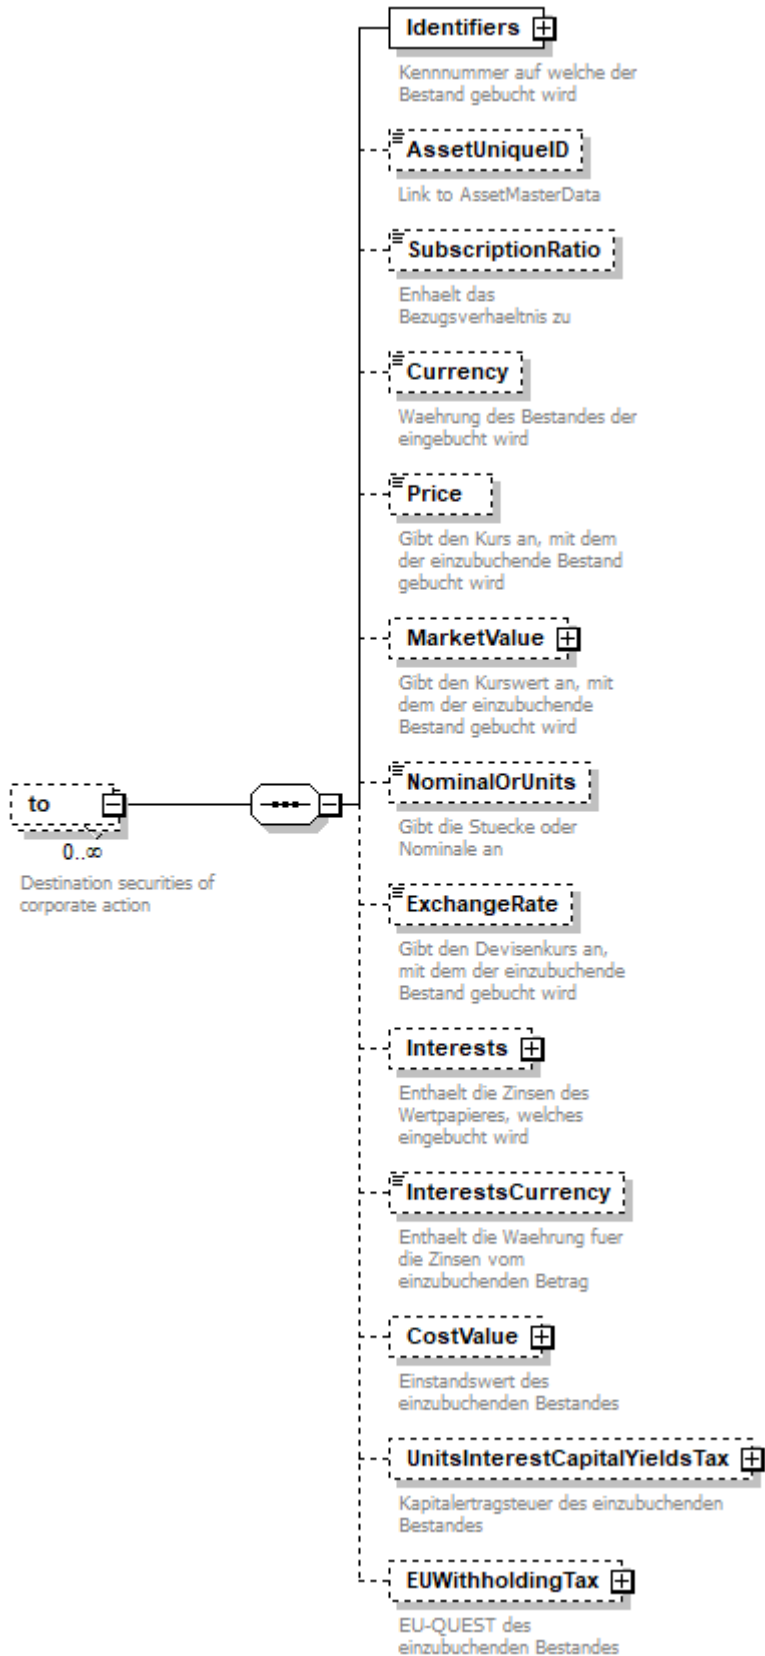 Identifiers
Kennnummer auf welche der
Bestand gebucht wird
AssetUniqueID
Link to AssetMasterData
SubscriptionRatio
Enhaelt das
Bezugsverhaeltnis zu
Currency
Waehrung des Bestandes der
eingebucht wird
Price
Gibt den Kurs an, mit dem
der einzubuchende Bestand
gebucht wird
MarketValue
Gibt den Kurswert an, mit
dem der einzubuchende
Bestand gebucht wird
to
0..∞
Destination securities of
corporate action
NominalOrUnits
Gibt die Stuecke oder
Nominale an
ExchangeRate
Gibt den Devisenkurs an,
mit dem der einzubuchende
Bestand gebucht wird
Interests
Enthaelt die Zinsen des
Wertpapieres, welches
eingebucht wird
InterestsCurrency
Enthaelt die Waehrung fuer
die Zinsen vom
einzubuchenden Betrag
CostValue
Einstandswert des
einzubuchenden Bestandes
UnitsInterestCapitalYieldsTax
Kapitalertragsteuer des einzubuchenden
Bestandes
EUWithholdingTax
EU-QUEST des
einzubuchenden Bestandes